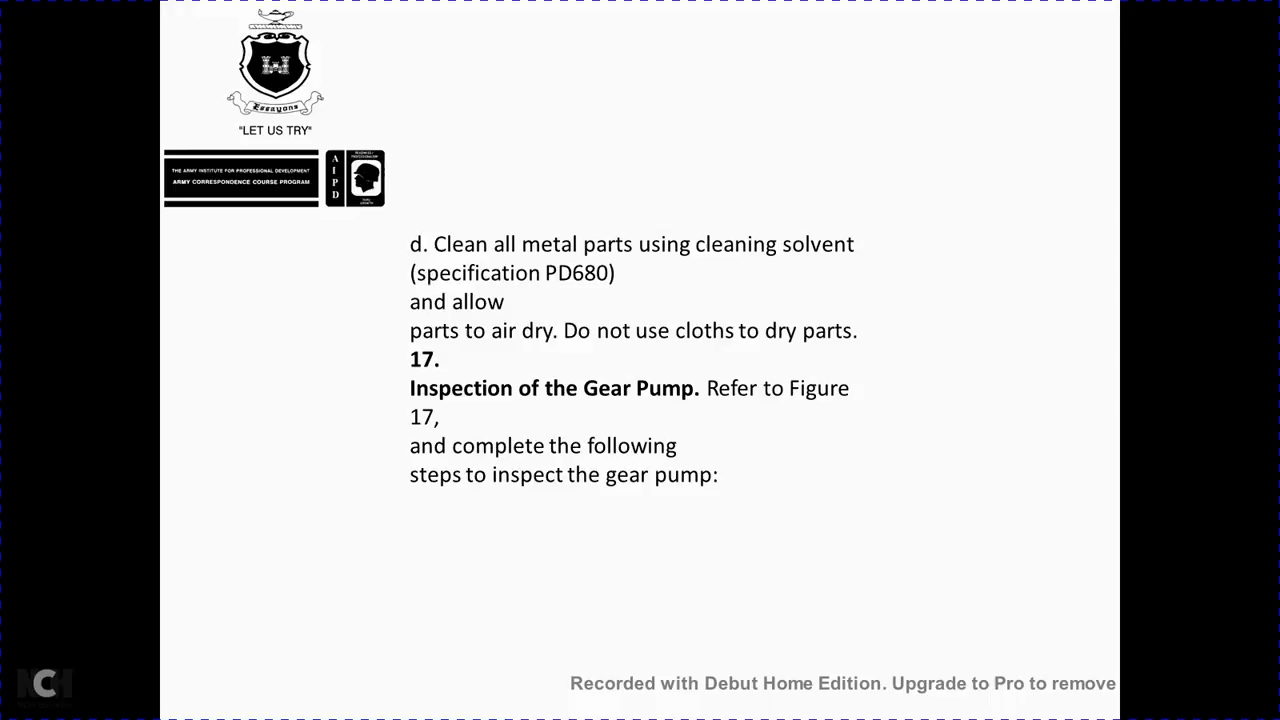 Essayons
"LET US TRY"
THE ARMY INSTITUTE FOR PROFESSIONAL DEVELOPMENT
ARMY CORRESPONDENCE COURSE PROGRAM
A
I
P
D
d. Clean all metal parts using cleaning solvent
(specification PD680)
and allow
parts to air dry. Do not use cloths to dry parts.
17.
Inspection of the Gear Pump. Refer to Figure
17,
and complete the following
steps to inspect the gear pump:
NCH
Recorded with Debut Home Edition. Upgrade to Pro to remove